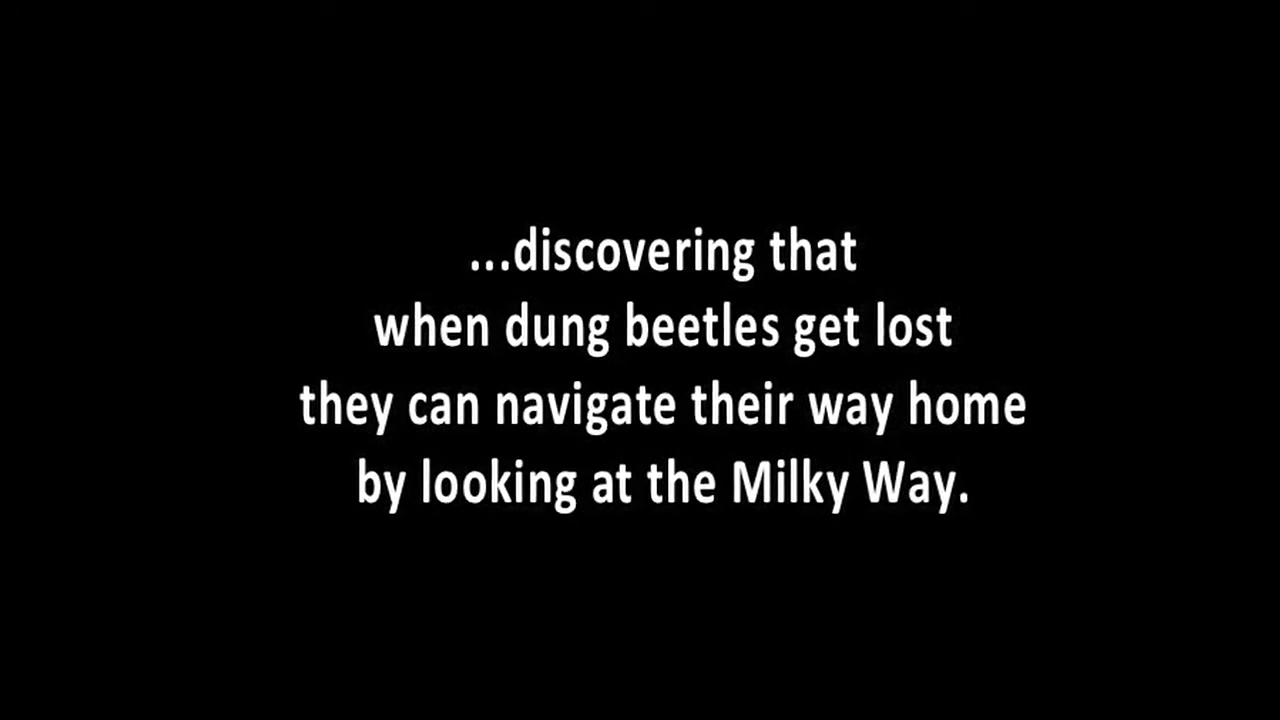 ...discovering that
when dung beetles get lost
they can navigate their way home
by looking at the Milky Way.